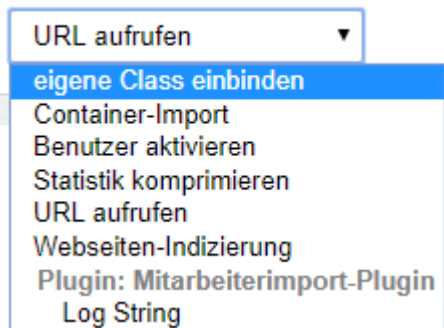 URL aufrufen
eigene Class einbinden
Container-Import
Benutzer aktivieren
Statistik komprimieren
URL aufrufen
Webseiten-Indizierung
Plugin: Mitarbeiterimport-Plugin
Log String